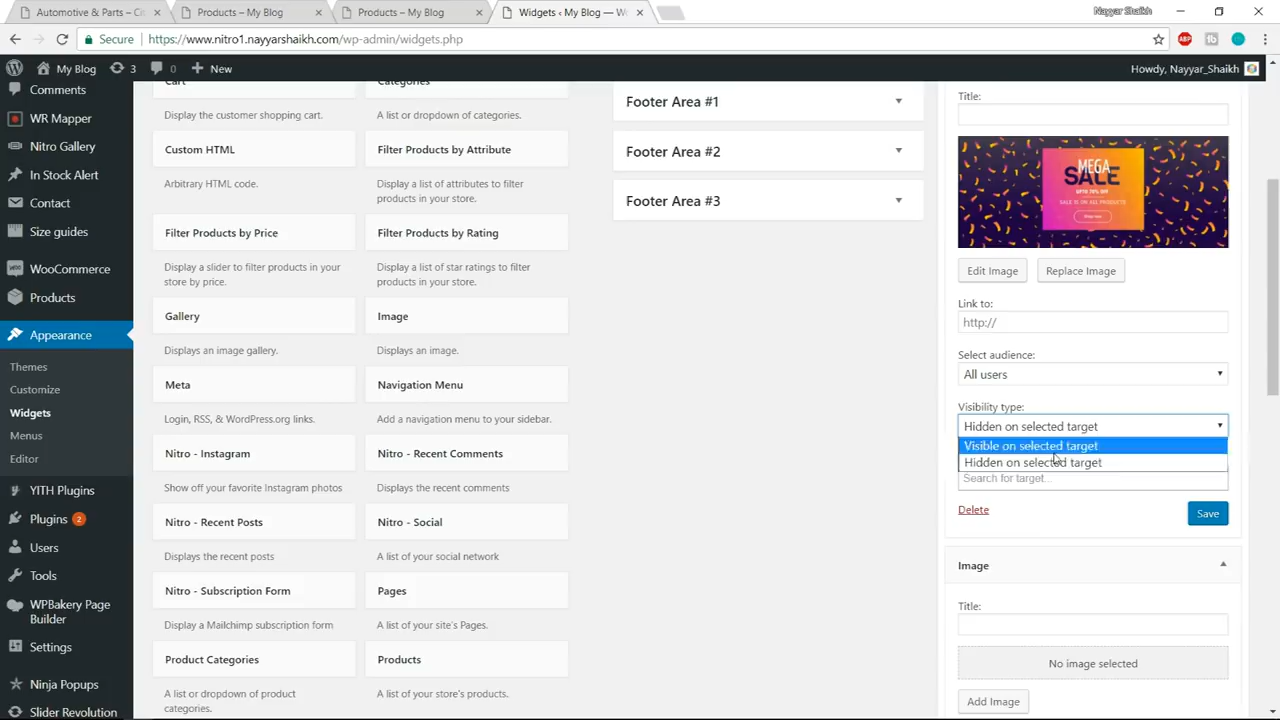 Automotive & Parts – Ci
Products – My Blog
Products – My Blog
Widgets ‹ My Blog — W
Nayyar Shaikh
Secure
https://www.nitro1.nayyarshaikh.com/wp-admin/widgets.php
ABP
My Blog
3
0
New
Howdy, Nayyar_Shaikh
Comments
WR Mapper
Nitro Gallery
In Stock Alert
Contact
Size guides
WooCommerce
Products
Appearance
Themes
Customize
Widgets
Menus
Editor
YITH Plugins
Plugins 2
Users
Tools
WPBakery Page
Builder
Settings
Ninja Popups
Slider Revolution
Cart
Display the customer shopping cart.
Custom HTML
Arbitrary HTML code.
Filter Products by Price
Display a slider to filter products in your
store by price.
Gallery
Displays an image gallery.
Meta
Login, RSS, & WordPress.org links.
Nitro - Instagram
Show off your favorite Instagram photos
Nitro - Recent Posts
Displays the recent posts
Nitro - Subscription Form
Display a Mailchimp subscription form
Product Categories
A list or dropdown of product
categories.
Categories
A list or dropdown of categories.
Filter Products by Attribute
Display a list of attributes to filter
products in your store.
Filter Products by Rating
Display a list of star ratings to filter
products in your store.
Image
Displays an image.
Navigation Menu
Add a navigation menu to your sidebar.
Nitro - Recent Comments
Displays the recent comments
Nitro - Social
A list of your social network
Pages
A list of your site's Pages.
Products
A list of your store's products.
Footer Area #1
Footer Area #2
Footer Area #3
Title:
MEGA
SALE
UPTO 70% OFF
SALE IS ON ALL PRODUCTS
Shop now
Edit Image
Replace Image
Link to:
http://
Select audience:
All users
Visibility type:
Hidden on selected target
Visible on selected target
Hidden on selected target
Search for target...
Delete
Save
Image
Title:
No image selected
Add Image